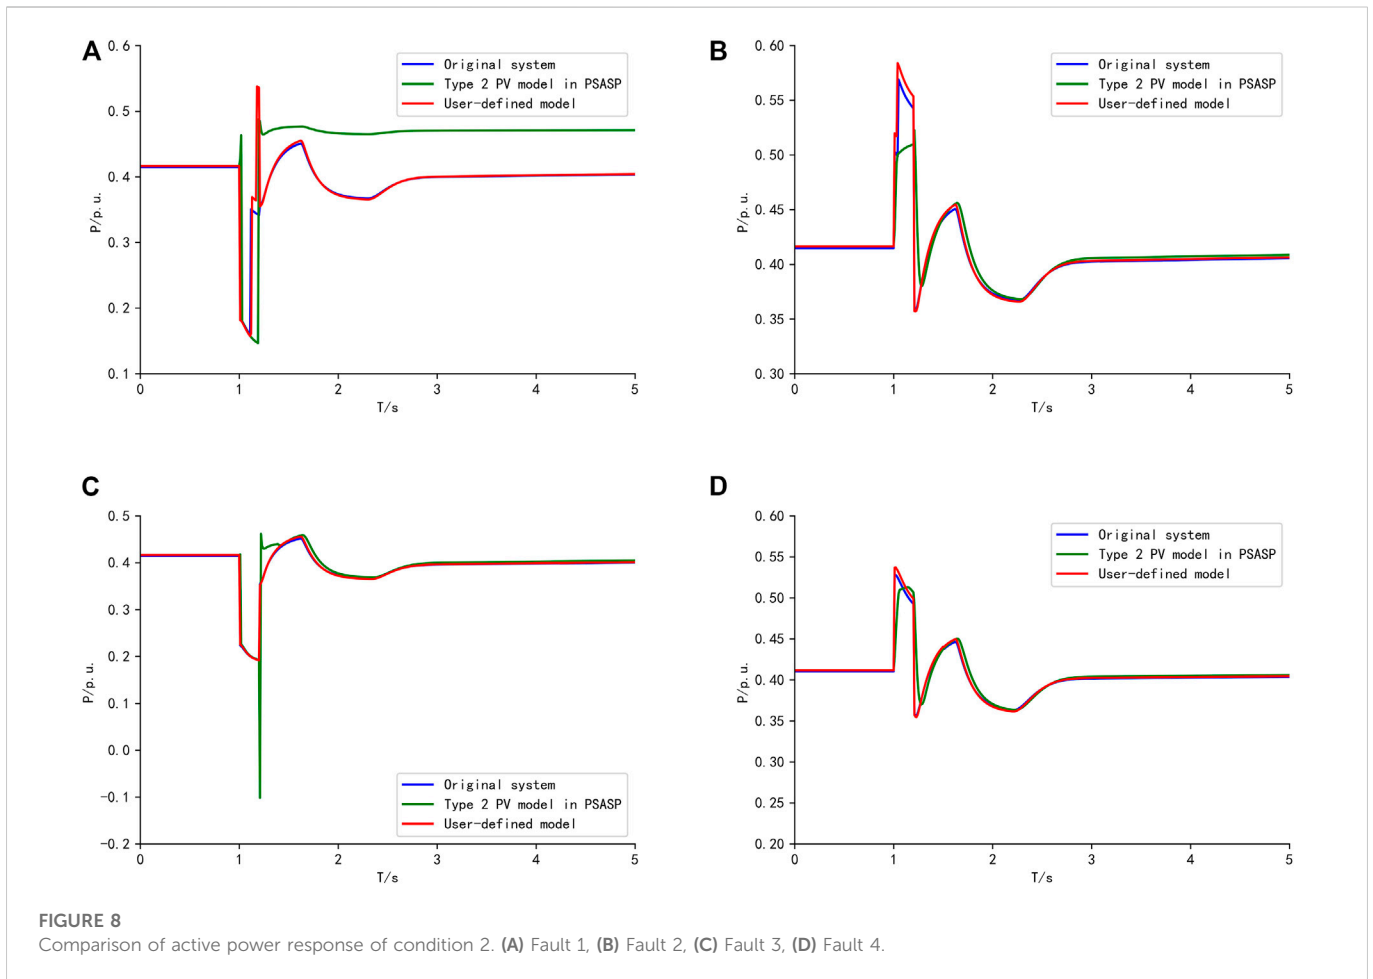 A
0.6
0.5
0.4
0.3
0.2
0.1
P/p.u.
0 1 2 3 4 5
T/s
Original system
Type 2 PV model in PSASP
User-defined model
B
0.60
0.55
0.50
0.45
0.40
0.35
0.30
P/p.u.
0 1 2 3 4 5
T/s
Original system
Type 2 PV model in PSASP
User-defined model
C
0.5
0.4
0.3
0.2
0.1
0.0
−0.1
−0.2
P/p.u.
0 1 2 3 4 5
T/s
Original system
Type 2 PV model in PSASP
User-defined model
D
0.60
0.55
0.50
0.45
0.40
0.35
0.30
0.25
0.20
P/p.u.
0 1 2 3 4 5
T/s
Original system
Type 2 PV model in PSASP
User-defined model
FIGURE 8
Comparison of active power response of condition 2. (A) Fault 1, (B) Fault 2, (C) Fault 3, (D) Fault 4.